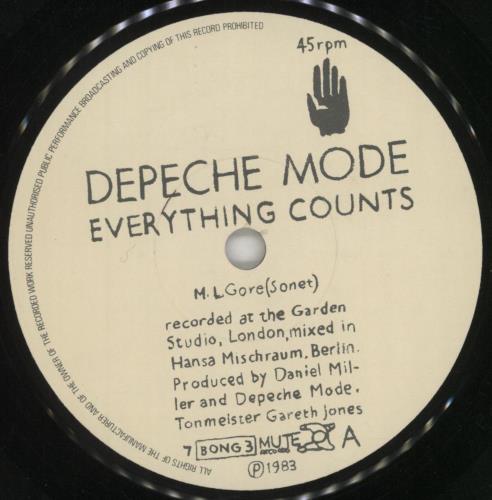 ALL RIGHTS OF THE MANUFACTURER AND OF THE OWNER OF THE RECORDED WORK RESERVED UNAUTHORISED PUBLIC PERFORMANCE BROADCASTING AND COPYING OF THIS RECORD PROHIBITED
45rpm
DEPECHE MODE
EVERYTHING COUNTS
M.L.Gore (Sonet)
recorded at the Garden
Studio, London, mixed in
Hansa Mischraum, Berlin.
Produced by Daniel Mil-
ler and Depeche Mode.
Tonmeister Gareth Jones
7 BONG 3 MUTE RECORDS A
Ⓟ1983